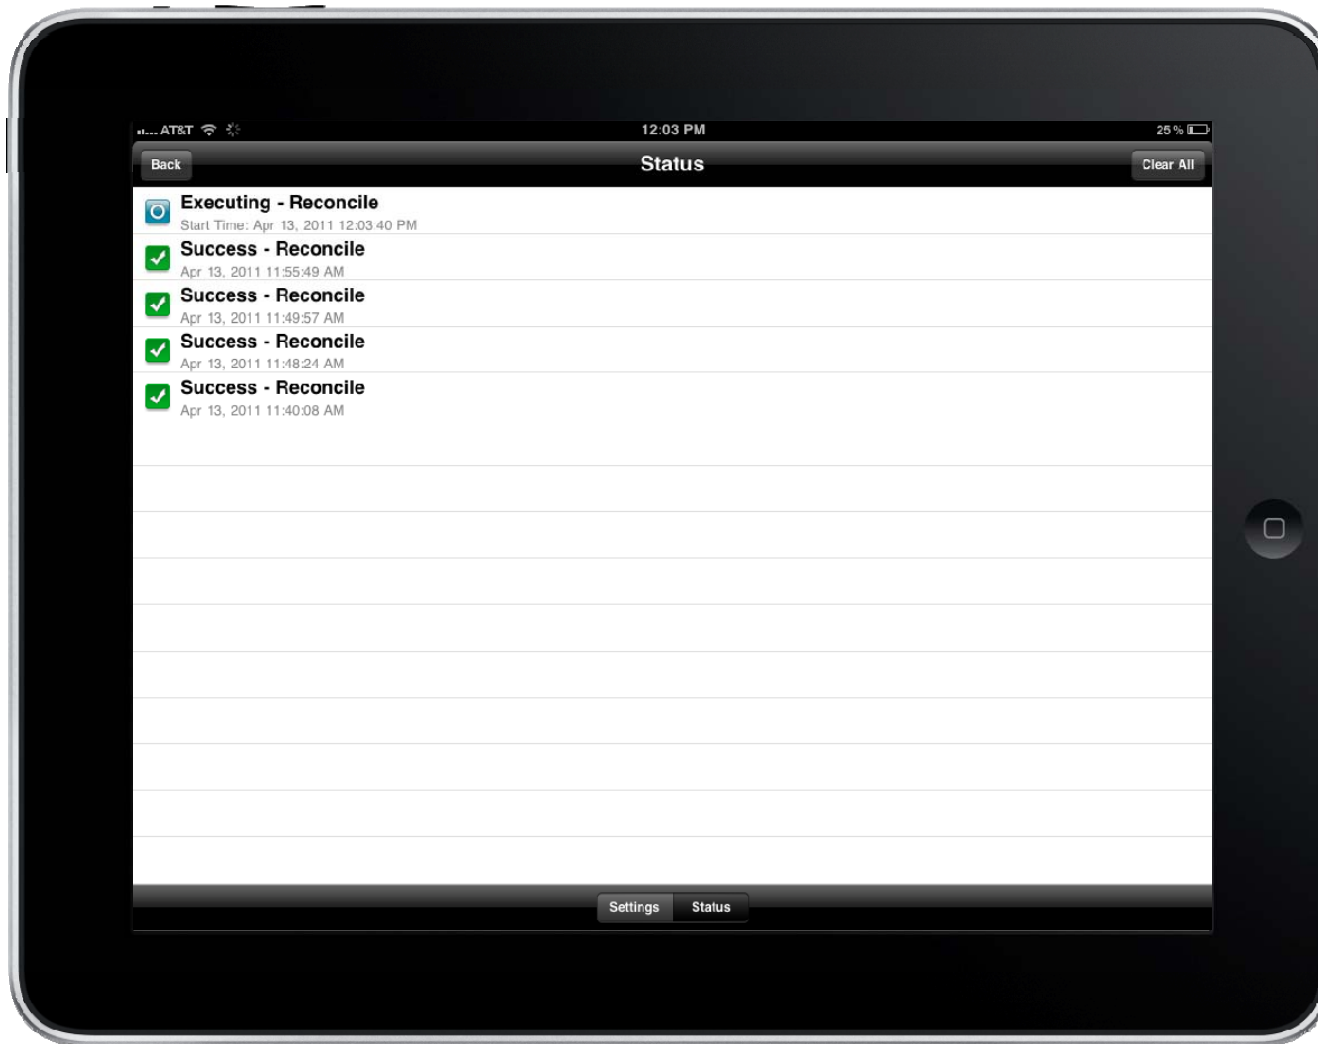 AT&T
12:03 PM
25%
Back
Status
Clear All
Executing - Reconcile
Start Time: Apr 13, 2011 12:03:40 PM
Success - Reconcile
Apr 13, 2011 11:55:49 AM
Success - Reconcile
Apr 13, 2011 11:49:57 AM
Success - Reconcile
Apr 13, 2011 11:48:24 AM
Success - Reconcile
Apr 13, 2011 11:40:08 AM
Settings
Status